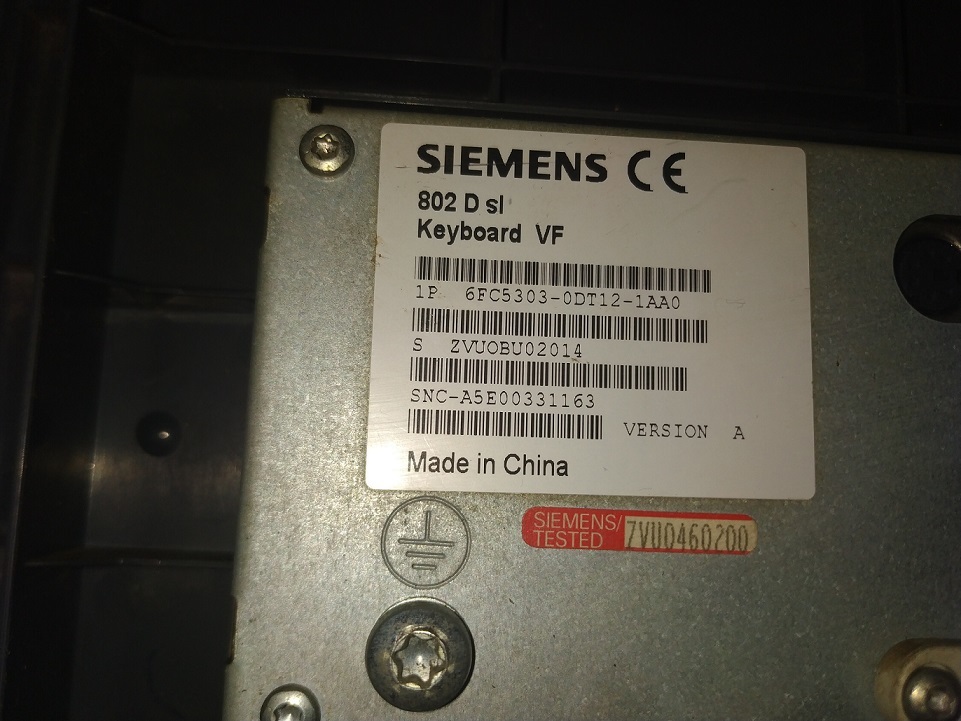 SIEMENS CE
802 D sl
Keyboard VF
1P 6FC5303-0DT12-1AA0
S ZVUOBU02014
SNC-A5E00331163
VERSION A
Made in China
SIEMENS/
TESTED ZVU0460200